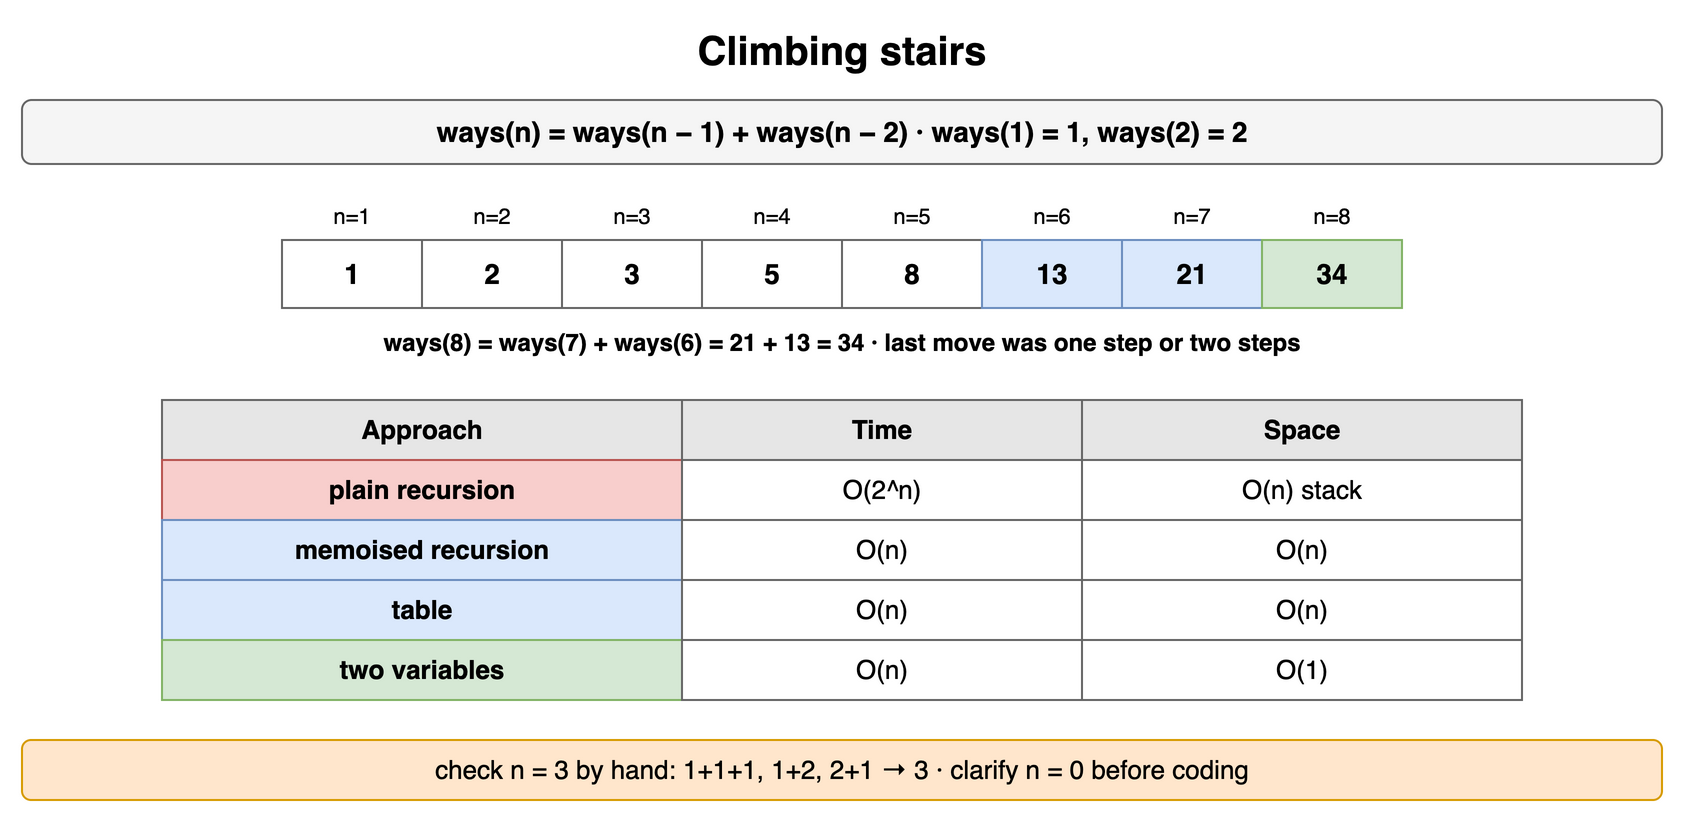 Climbing stairs
ways(n) = ways(n − 1) + ways(n − 2) · ways(1) = 1, ways(2) = 2
n=1 n=2 n=3 n=4 n=5 n=6 n=7 n=8
1 2 3 5 8 13 21 34
ways(8) = ways(7) + ways(6) = 21 + 13 = 34 · last move was one step or two steps
Approach Time Space
plain recursion O(2^n) O(n) stack
memoised recursion O(n) O(n)
table O(n) O(n)
two variables O(n) O(1)
check n = 3 by hand: 1+1+1, 1+2, 2+1 → 3 · clarify n = 0 before coding